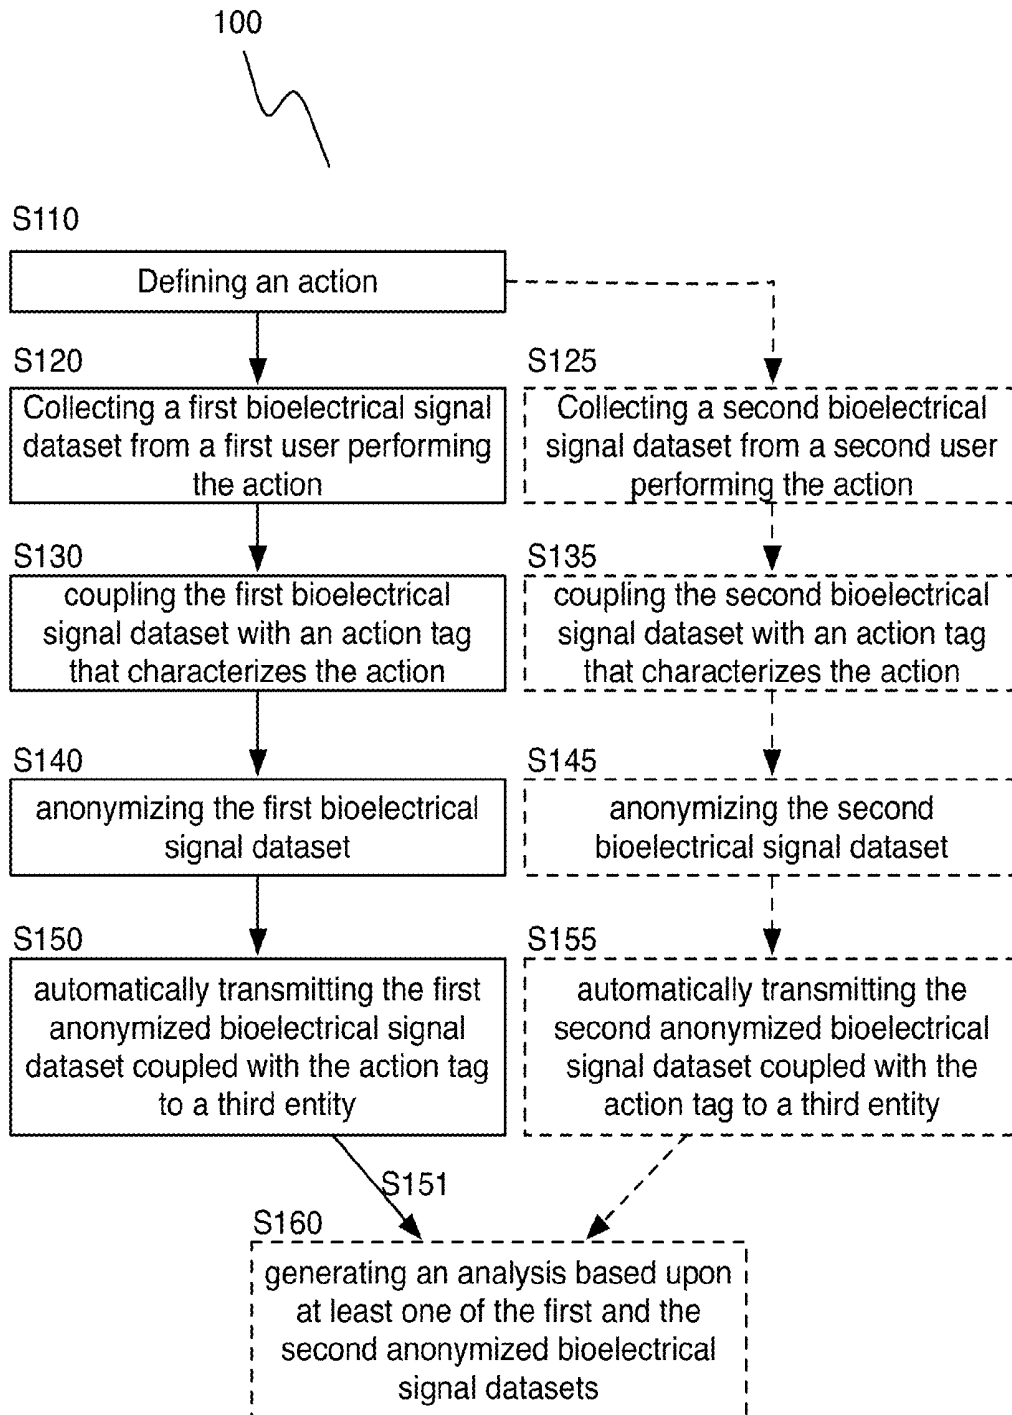 100
S110
Defining an action
S120
Collecting a first bioelectrical signal
dataset from a first user performing
the action
S125
Collecting a second bioelectrical
signal dataset from a second user
performing the action
S130
coupling the first bioelectrical
signal dataset with an action tag
that characterizes the action
S135
coupling the second bioelectrical
signal dataset with an action tag
that characterizes the action
S140
anonymizing the first bioelectrical
signal dataset
S145
anonymizing the second
bioelectrical signal dataset
S150
automatically transmitting the first
anonymized bioelectrical signal
dataset coupled with the action tag
to a third entity
S155
automatically transmitting the
second anonymized bioelectrical
signal dataset coupled with the
action tag to a third entity
S151
S160
generating an analysis based upon
at least one of the first and the
second anonymized bioelectrical
signal datasets